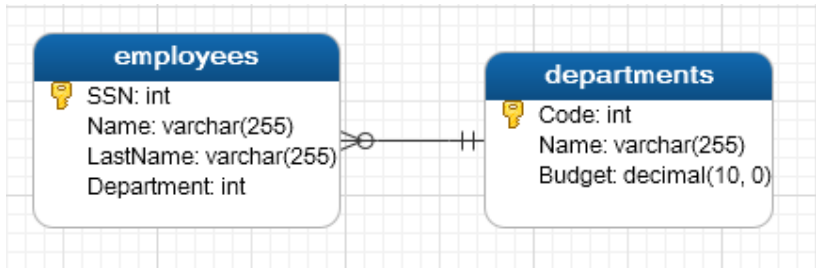 employees
SSN: int
Name: varchar(255)
LastName: varchar(255)
Department: int
departments
Code: int
Name: varchar(255)
Budget: decimal(10, 0)